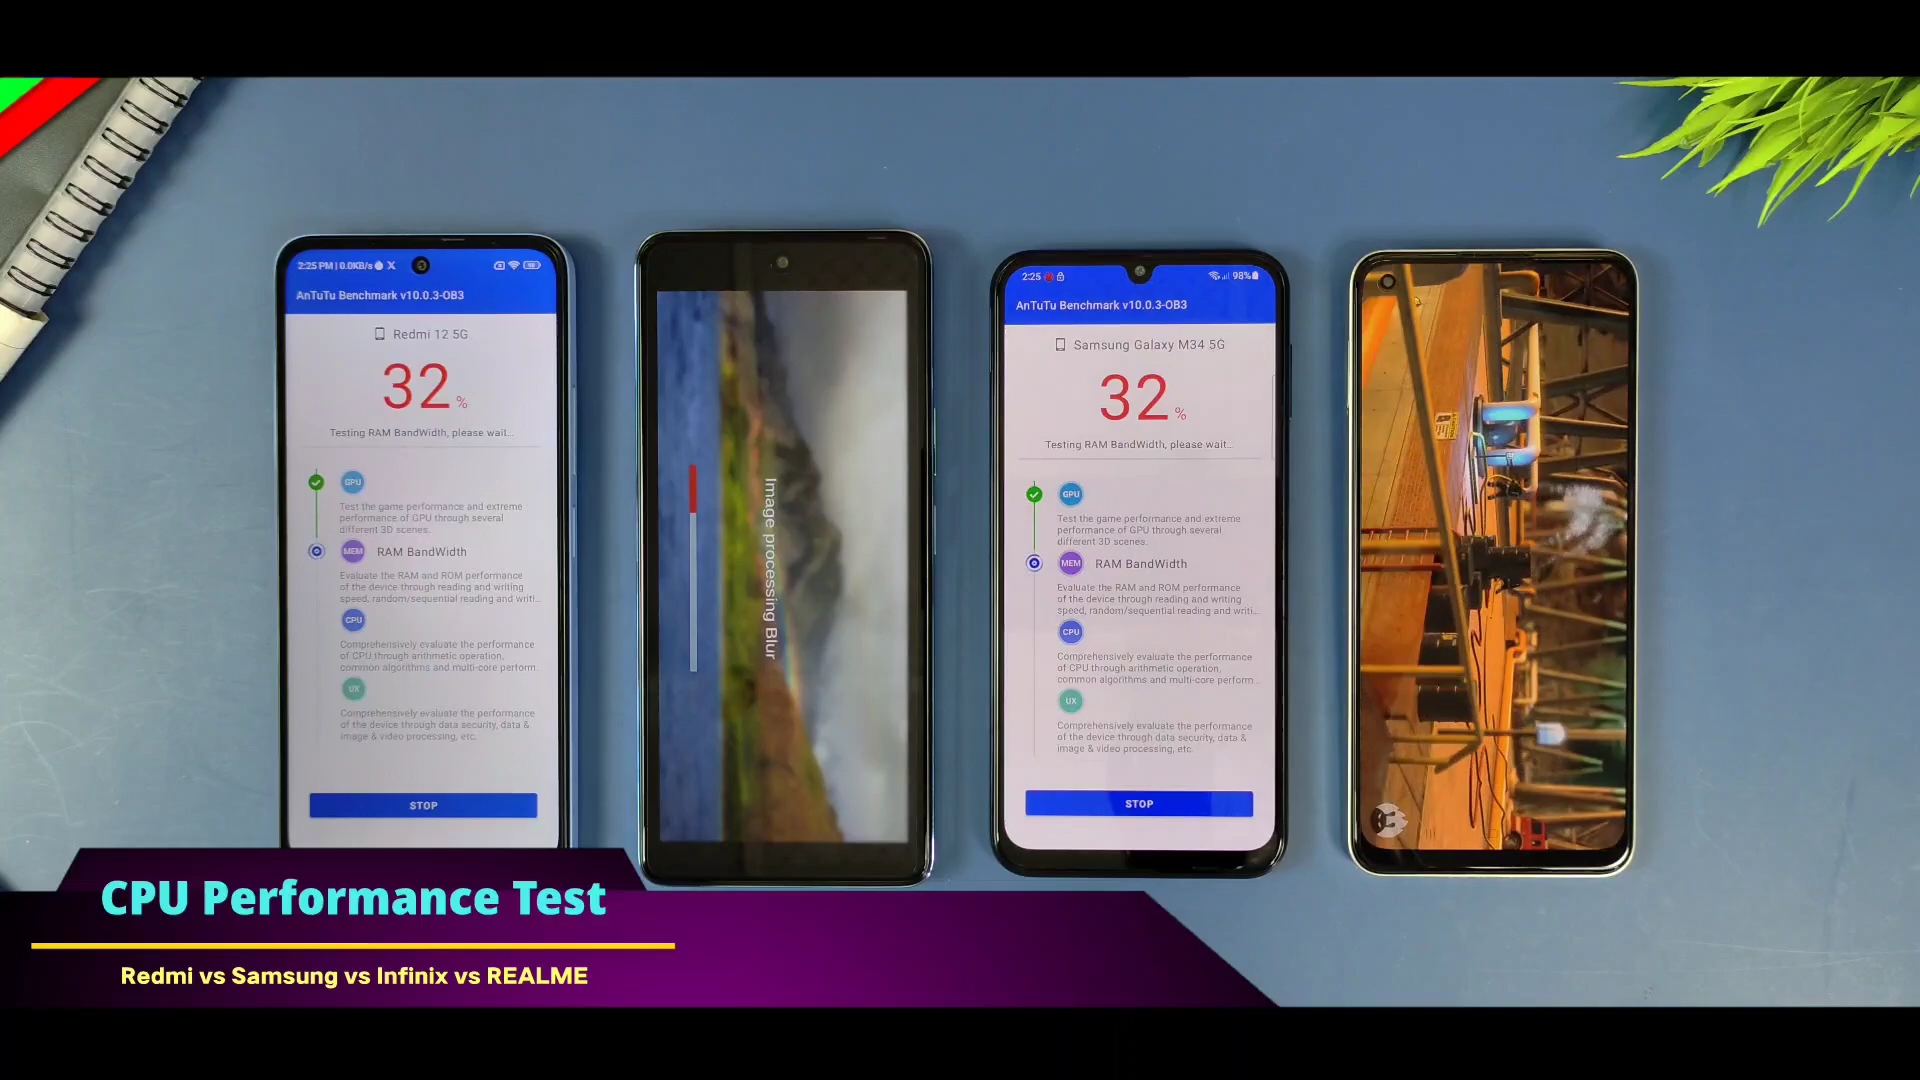 2:25 PM | 0.0KB/s
AnTuTu Benchmark v10.0.3-OB3
Redmi 12 5G
32 %
Testing RAM BandWidth, please wait...
GPU
Test the game performance and extreme
performance of GPU through several
different 3D scenes.
MEM RAM BandWidth
Evaluate the RAM and ROM performance
of the device through reading and writing
speed, random/sequential reading and writi...
CPU
Comprehensively evaluate the performance
of CPU through arithmetic operation,
common algorithms and multi-core perform...
UX
Comprehensively evaluate the performance
of the device through data security, data &
image & video processing, etc.
STOP
Image processing Blur
2:25 98%
AnTuTu Benchmark v10.0.3-OB3
Samsung Galaxy M34 5G
32 %
Testing RAM BandWidth, please wait...
GPU
Test the game performance and extreme
performance of GPU through several
different 3D scenes.
MEM RAM BandWidth
Evaluate the RAM and ROM performance
of the device through reading and writing
speed, random/sequential reading and writi...
CPU
Comprehensively evaluate the performance
of CPU through arithmetic operation,
common algorithms and multi-core perform...
UX
Comprehensively evaluate the performance
of the device through data security, data &
image & video processing, etc.
STOP
CPU Performance Test
Redmi vs Samsung vs Infinix vs REALME